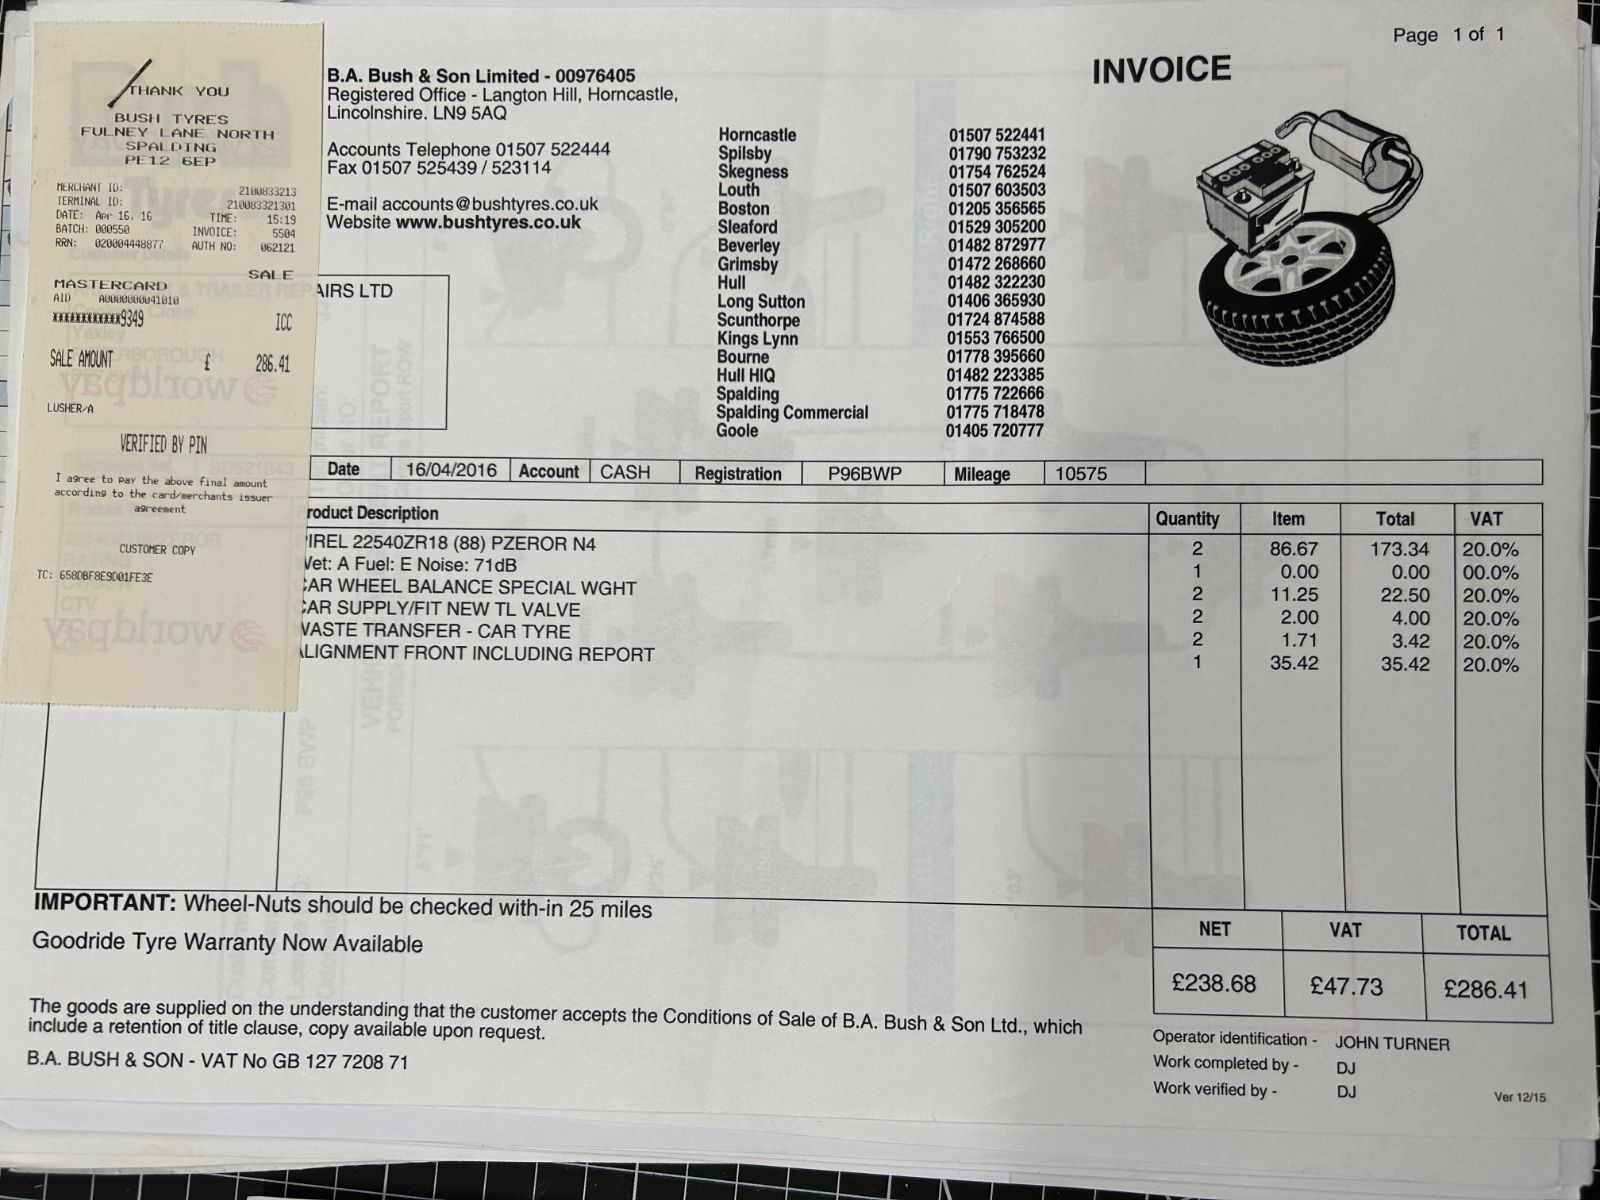 THANK YOU
BUSH TYRES
FULNEY LANE NORTH
SPALDING
PE12 6EP
MERCHANT ID: 2100833213
TERMINAL ID: 210083321301
DATE: Apr 16, 16 TIME: 15:19
BATCH: 000550 INVOICE: 5504
RRN: 020004448877 AUTH NO: 062121
SALE
MASTERCARD
AID A0000000041010
xxxxxxxxxxxx9349 ICC
SALE AMOUNT £ 286.41
LUSHER/A
VERIFIED BY PIN
I agree to pay the above final amount
according to the card/merchants issuer
agreement
CUSTOMER COPY
TC: 658DBF8E9D01FE3E
worldpay
worldpay
Page 1 of 1
INVOICE
B.A. Bush & Son Limited - 00976405
Registered Office - Langton Hill, Horncastle,
Lincolnshire. LN9 5AQ
Accounts Telephone 01507 522444
Fax 01507 525439 / 523114
E-mail accounts@bushtyres.co.uk
Website www.bushtyres.co.uk
Horncastle 01507 522441
Spilsby 01790 753232
Skegness 01754 762524
Louth 01507 603503
Boston 01205 356565
Sleaford 01529 305200
Beverley 01482 872977
Grimsby 01472 268660
Hull 01482 322230
Long Sutton 01406 365930
Scunthorpe 01724 874588
Kings Lynn 01553 766500
Bourne 01778 395660
Hull HIQ 01482 223385
Spalding 01775 722666
Spalding Commercial 01775 718478
Goole 01405 720777
AIRS LTD
Date 16/04/2016 Account CASH Registration P96BWP Mileage 10575
roduct Description Quantity Item Total VAT
IREL 22540ZR18 (88) PZEROR N4 2 86.67 173.34 20.0%
Wet: A Fuel: E Noise: 71dB 1 0.00 0.00 00.0%
CAR WHEEL BALANCE SPECIAL WGHT 2 11.25 22.50 20.0%
CAR SUPPLY/FIT NEW TL VALVE 2 2.00 4.00 20.0%
WASTE TRANSFER - CAR TYRE 2 1.71 3.42 20.0%
ALIGNMENT FRONT INCLUDING REPORT 1 35.42 35.42 20.0%
IMPORTANT: Wheel-Nuts should be checked with-in 25 miles
Goodride Tyre Warranty Now Available
NET VAT TOTAL
£238.68 £47.73 £286.41
The goods are supplied on the understanding that the customer accepts the Conditions of Sale of B.A. Bush & Son Ltd., which
include a retention of title clause, copy available upon request.
B.A. BUSH & SON - VAT No GB 127 7208 71
Operator identification - JOHN TURNER
Work completed by - DJ
Work verified by - DJ
Ver 12/15